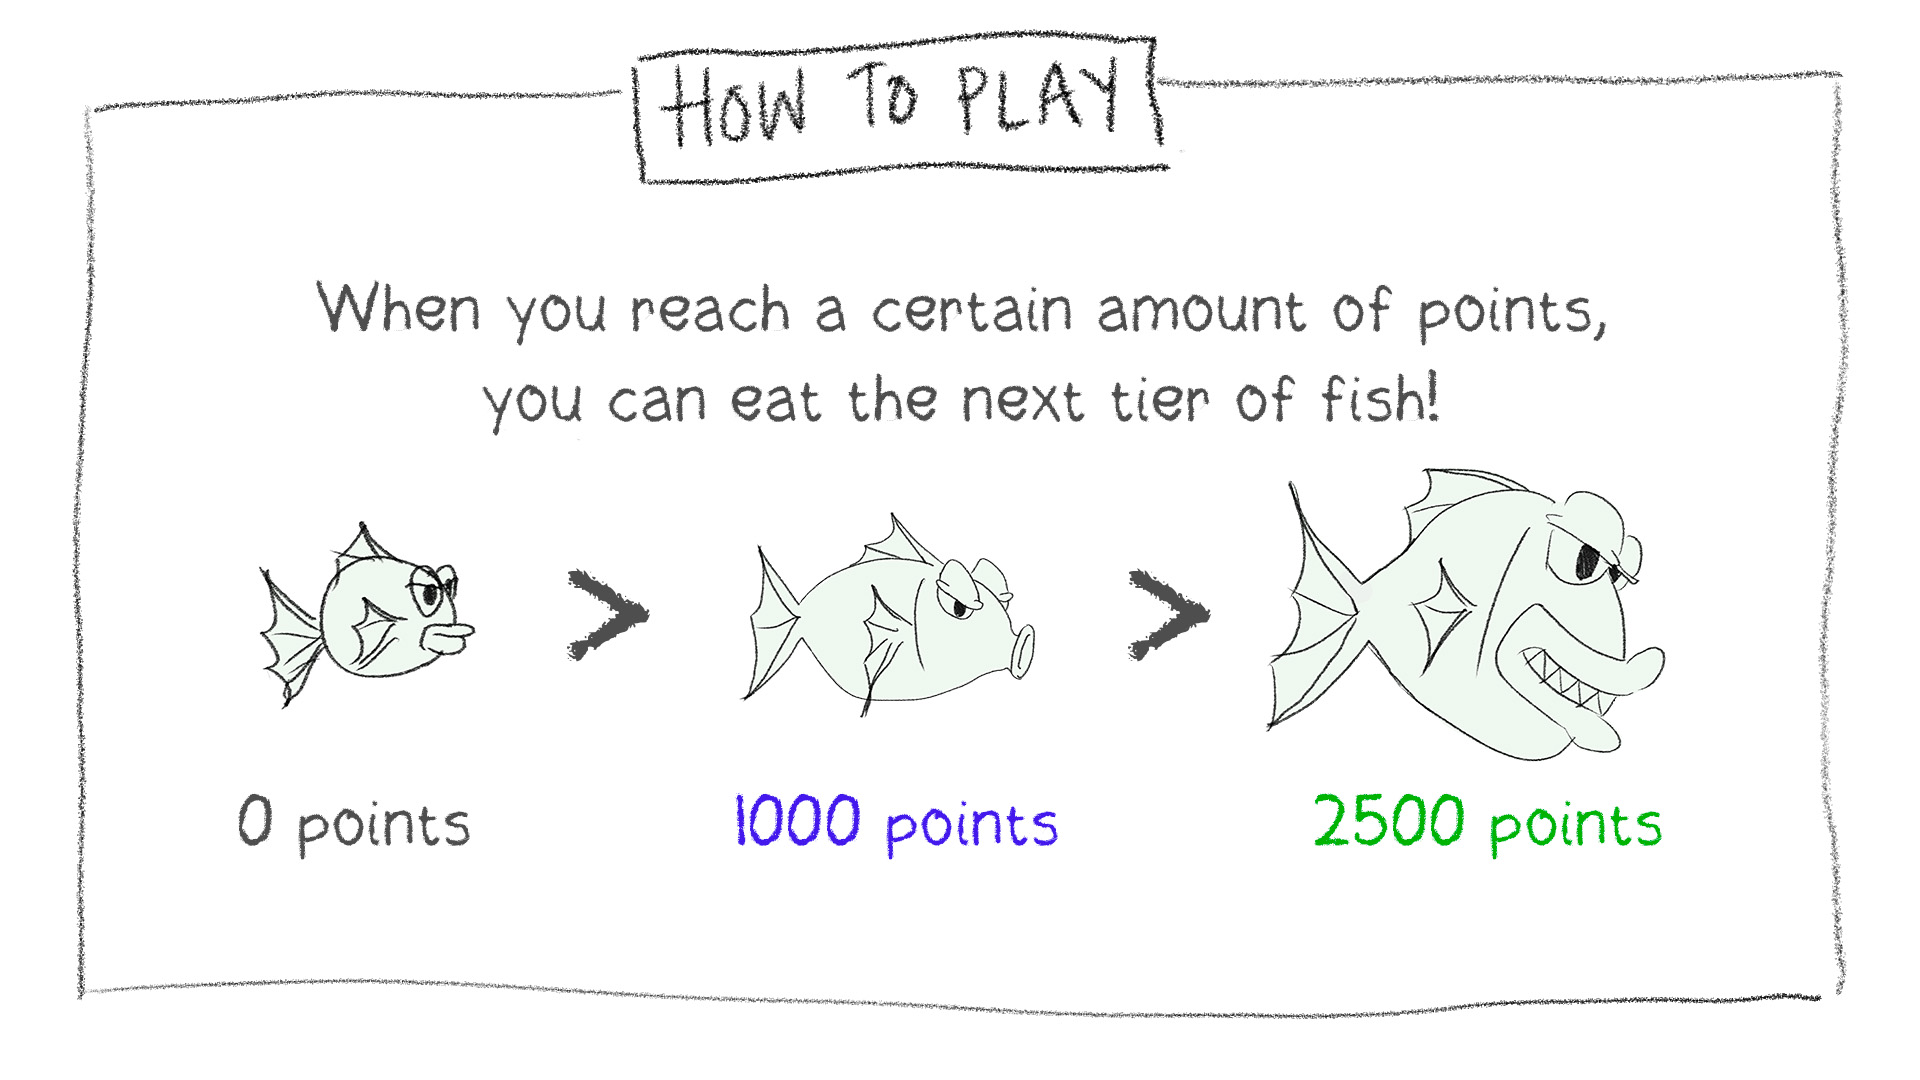 HOW TO PLAY
When you reach a certain amount of points,
you can eat the next tier of fish!
> >
0 points 1000 points 2500 points